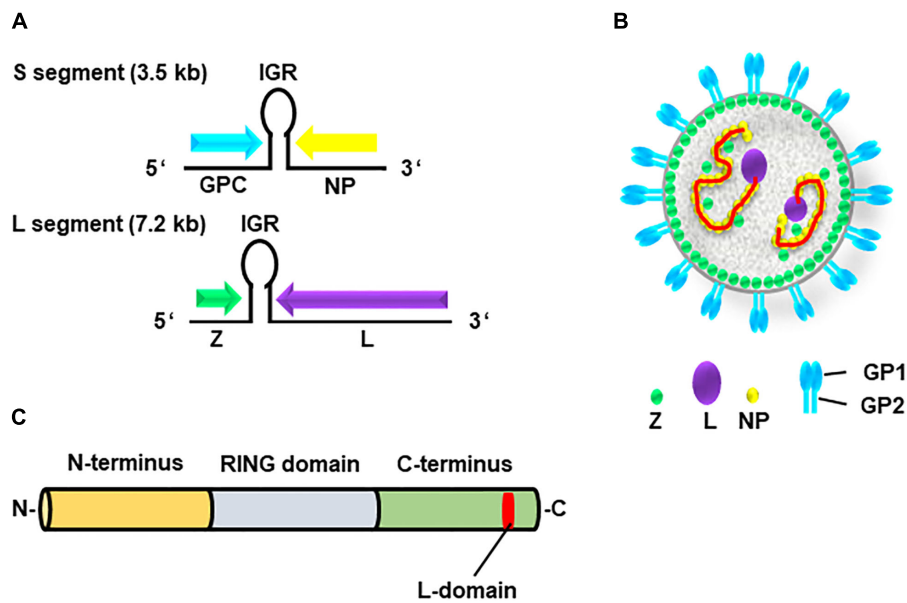 A
S segment (3.5 kb)
IGR
5‘
3‘
GPC
NP
L segment (7.2 kb)
IGR
5‘
3‘
Z
L
B
GP1
GP2
Z
L
NP
C
N-terminus
RING domain
C-terminus
N-
-C
L-domain